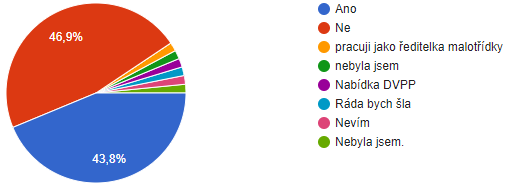 46,9%
43,8%
Ano
Ne
pracuji jako ředitelka malotřídky
nebyla jsem
Nabídka DVPP
Ráda bych šla
Nevím
Nebyla jsem.